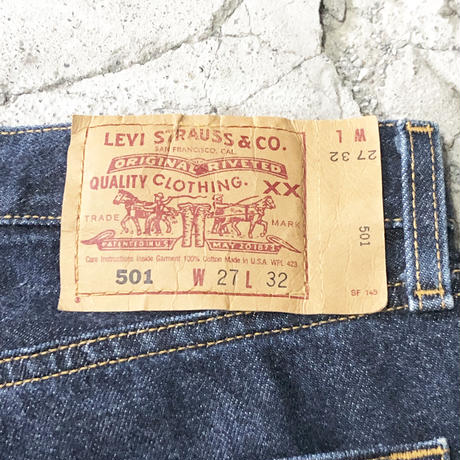 LEVI STRAUSS & CO.
SAN FRANCISCO, CAL.
ORIGINAL RIVETED
QUALITY CLOTHING. XX
TRADE MARK
PATENTED IN U.S. MAY 20 1873
Care Instructions Inside Garment 100% Cotton Made in U.S.A. WPL 423
501 W 27 L 32
W L
27 32
501
SF 149